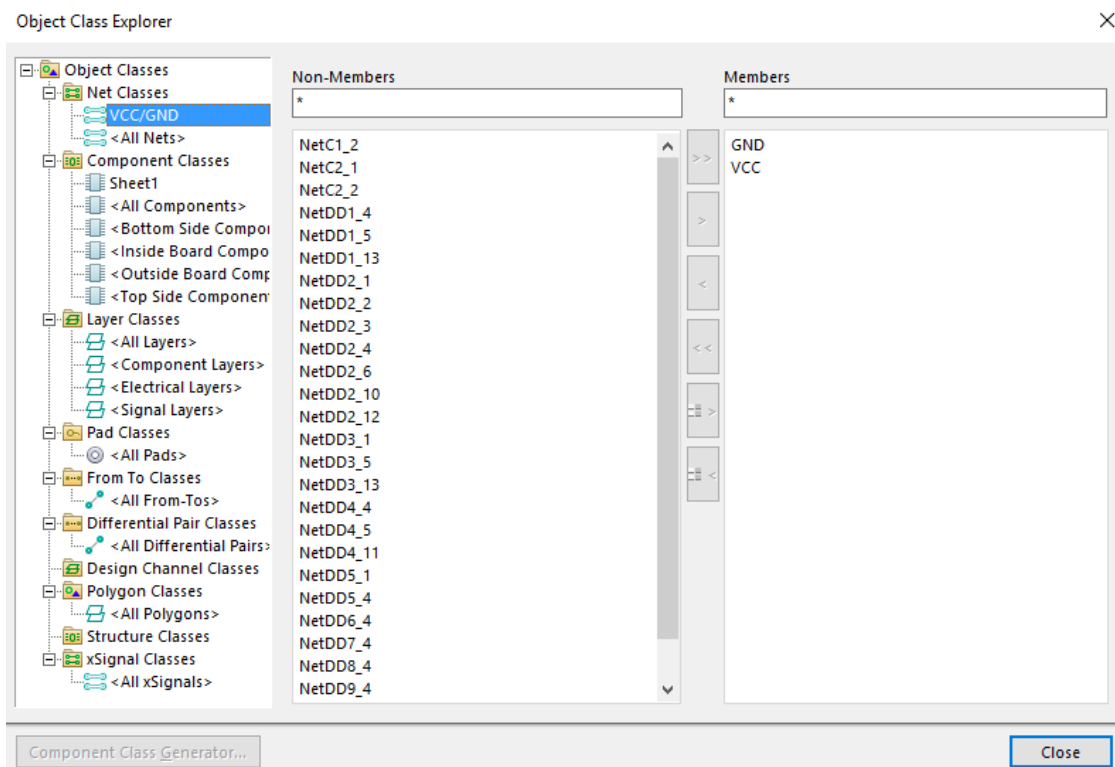 Object Class Explorer
Object Classes
Net Classes
VCC/GND
<All Nets>
Component Classes
Sheet1
<All Components>
<Bottom Side Compo
<Inside Board Compo
<Outside Board Comp
<Top Side Component
Layer Classes
<All Layers>
<Component Layers>
<Electrical Layers>
<Signal Layers>
Pad Classes
<All Pads>
From To Classes
<All From-Tos>
Differential Pair Classes
<All Differential Pairs>
Design Channel Classes
Polygon Classes
<All Polygons>
Structure Classes
xSignal Classes
<All xSignals>
Non-Members
*
NetC1_2
NetC2_1
NetC2_2
NetDD1_4
NetDD1_5
NetDD1_13
NetDD2_1
NetDD2_2
NetDD2_3
NetDD2_4
NetDD2_6
NetDD2_10
NetDD2_12
NetDD3_1
NetDD3_5
NetDD3_13
NetDD4_4
NetDD4_5
NetDD4_11
NetDD5_1
NetDD5_4
NetDD6_4
NetDD7_4
NetDD8_4
NetDD9_4
>>
>
<
<<
>
<
Members
*
GND
VCC
Component Class Generator...
Close